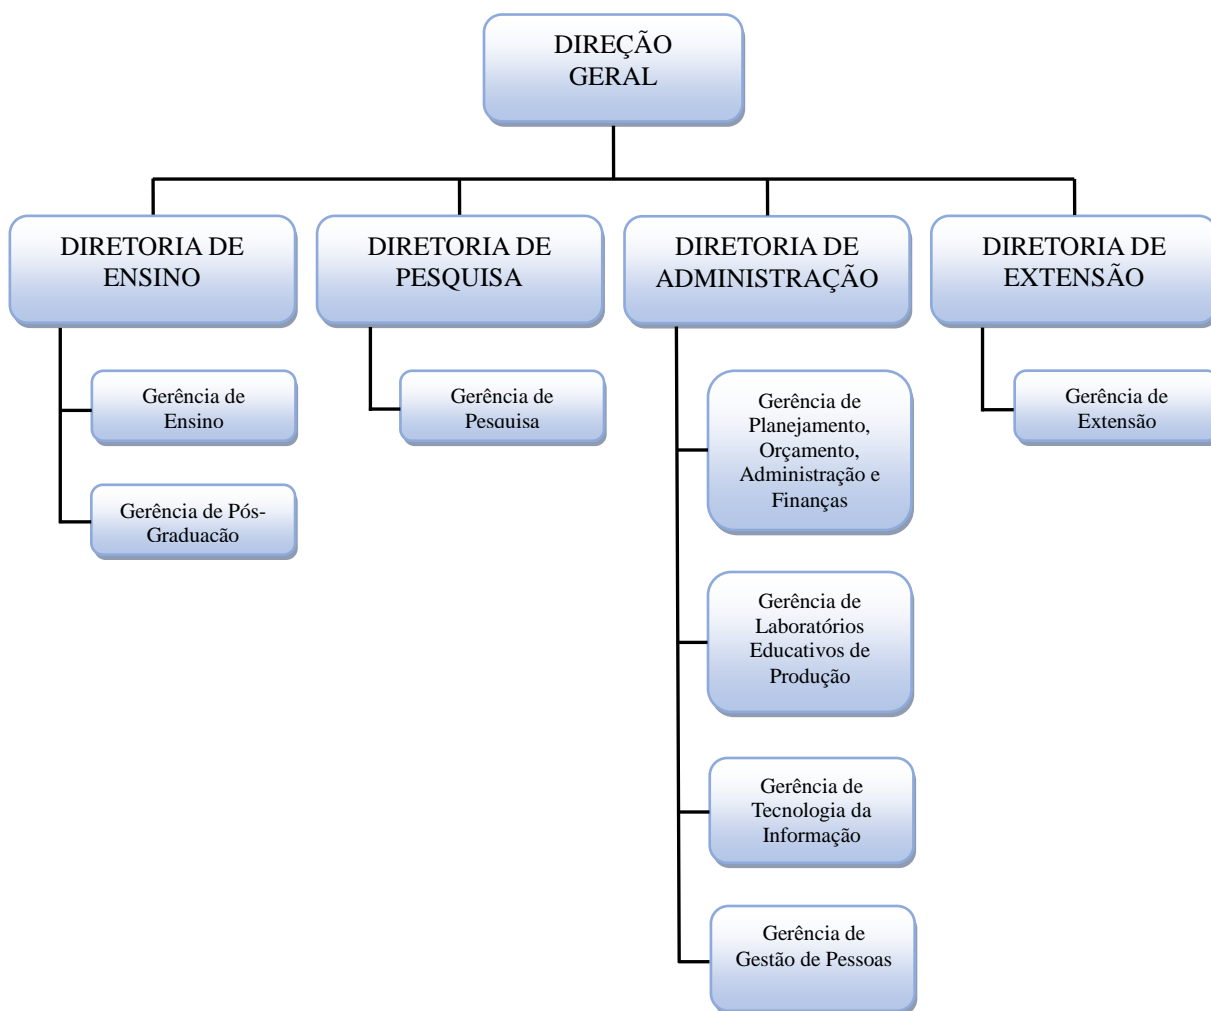 DIREÇÃO
GERAL
DIRETORIA DE
ENSINO
DIRETORIA DE
PESQUISA
DIRETORIA DE
ADMINISTRAÇÃO
DIRETORIA DE
EXTENSÃO
Gerência de
Ensino
Gerência de Pós-
Graduação
Gerência de
Pesquisa
Gerência de
Planejamento,
Orçamento,
Administração e
Finanças
Gerência de
Laboratórios
Educativos de
Produção
Gerência de
Tecnologia da
Informação
Gerência de
Gestão de Pessoas
Gerência de
Extensão